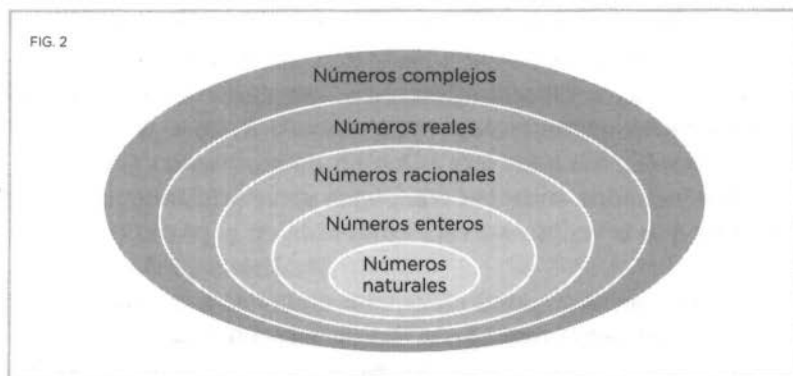 FIG. 2
Números complejos
Números reales
Números racionales
Números enteros
Números
naturales